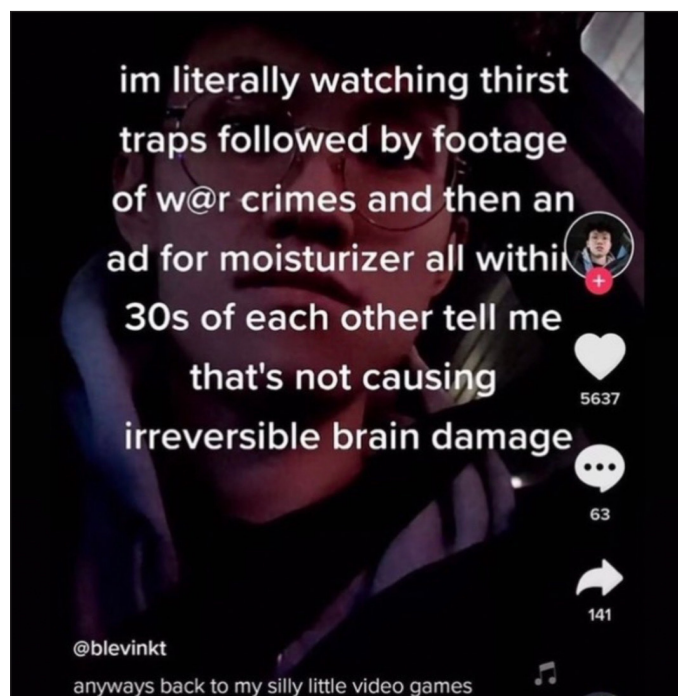 im literally watching thirst
traps followed by footage
of w@r crimes and then an
ad for moisturizer all within
30s of each other tell me
that's not causing
irreversible brain damage
5637
63
141
@blevinkt
anyways back to my silly little video games